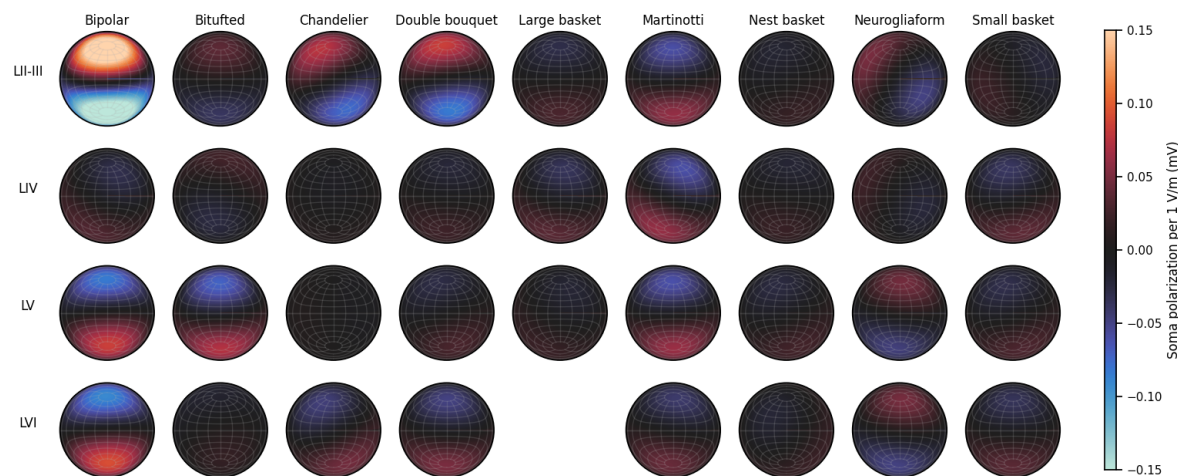 Bipolar Bitufted Chandelier Double bouquet Large basket Martinotti Nest basket Neurogliaform Small basket
LII-III
LIV
LV
LVI
0.15
0.10
0.05
0.00
−0.05
−0.10
−0.15
Soma polarization per 1 V/m (mV)